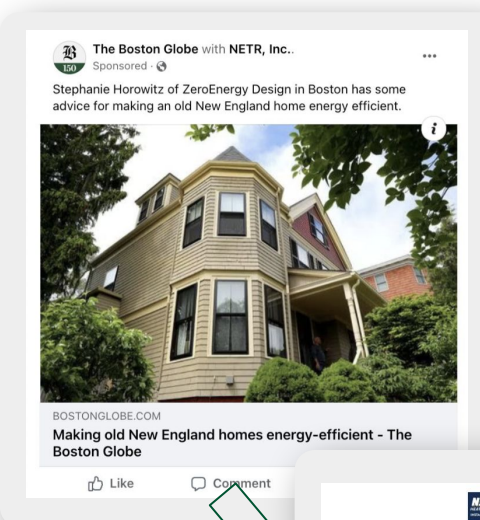 The Boston Globe with NETR, Inc..
B
150
Sponsored ·
Stephanie Horowitz of ZeroEnergy Design in Boston has some
advice for making an old New England home energy efficient.
i
BOSTONGLOBE.COM
Making old New England homes energy-efficient - The
Boston Globe
Like
Comment